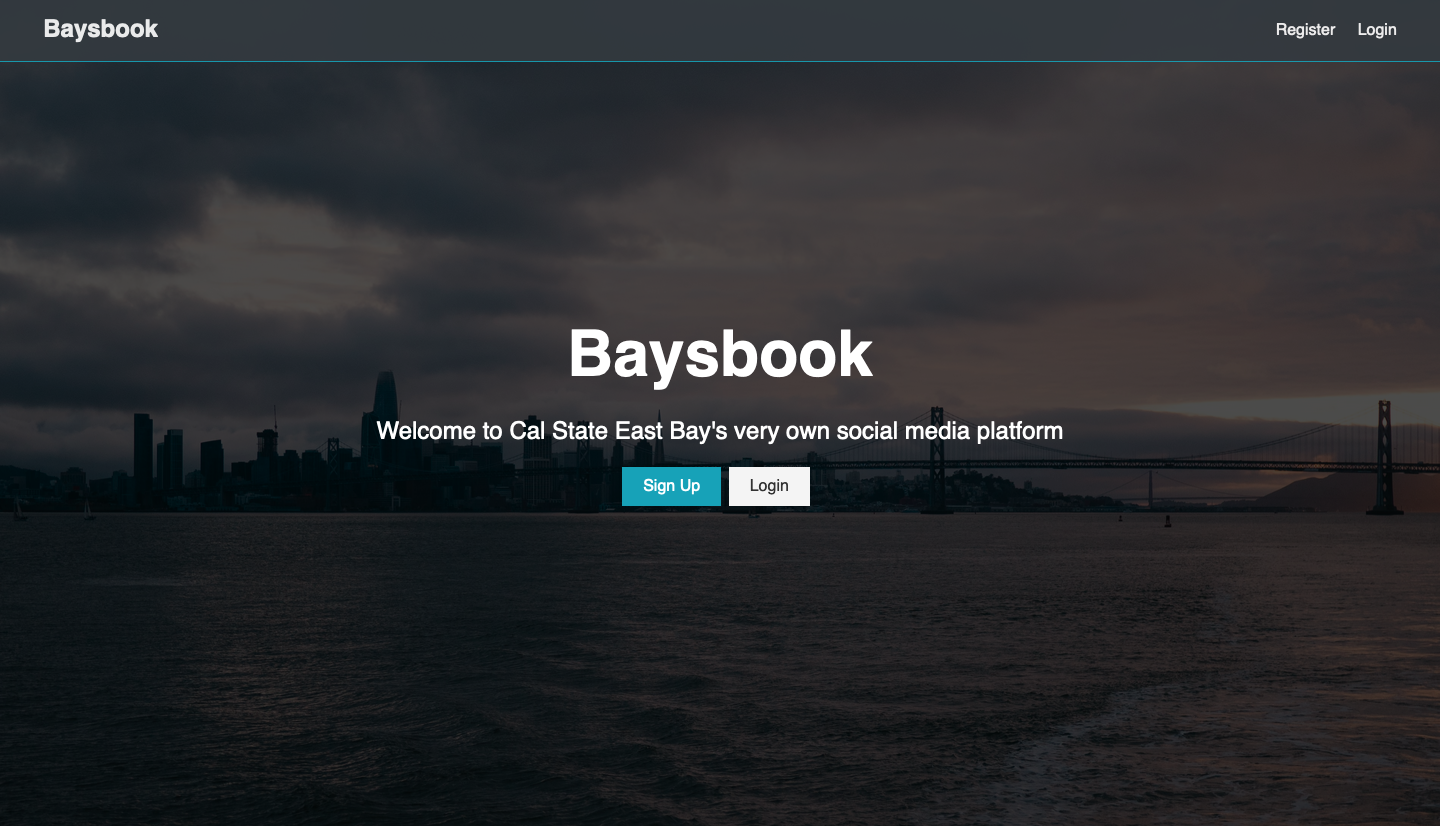 Baysbook
Register Login
Baysbook
Welcome to Cal State East Bay's very own social media platform
Sign Up Login